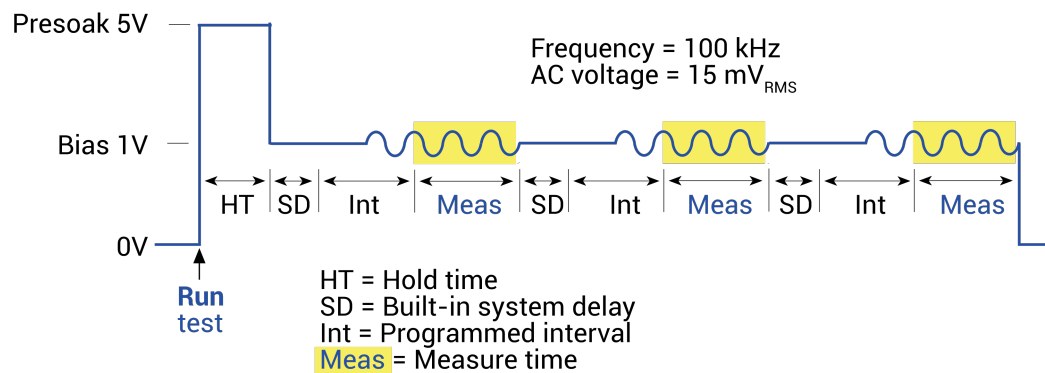 Presoak 5V
Frequency = 100 kHz
AC voltage = 15 mVRMS
Bias 1V
HT SD Int Meas SD Int Meas SD Int Meas
0V
Run
test
HT = Hold time
SD = Built-in system delay
Int = Programmed interval
Meas = Measure time